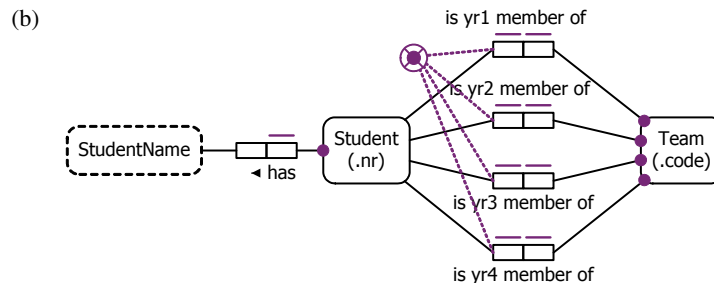 (b)
is yr1 member of
is yr2 member of
StudentName
◄ has
Student
(.nr)
Team
(.code)
is yr3 member of
is yr4 member of